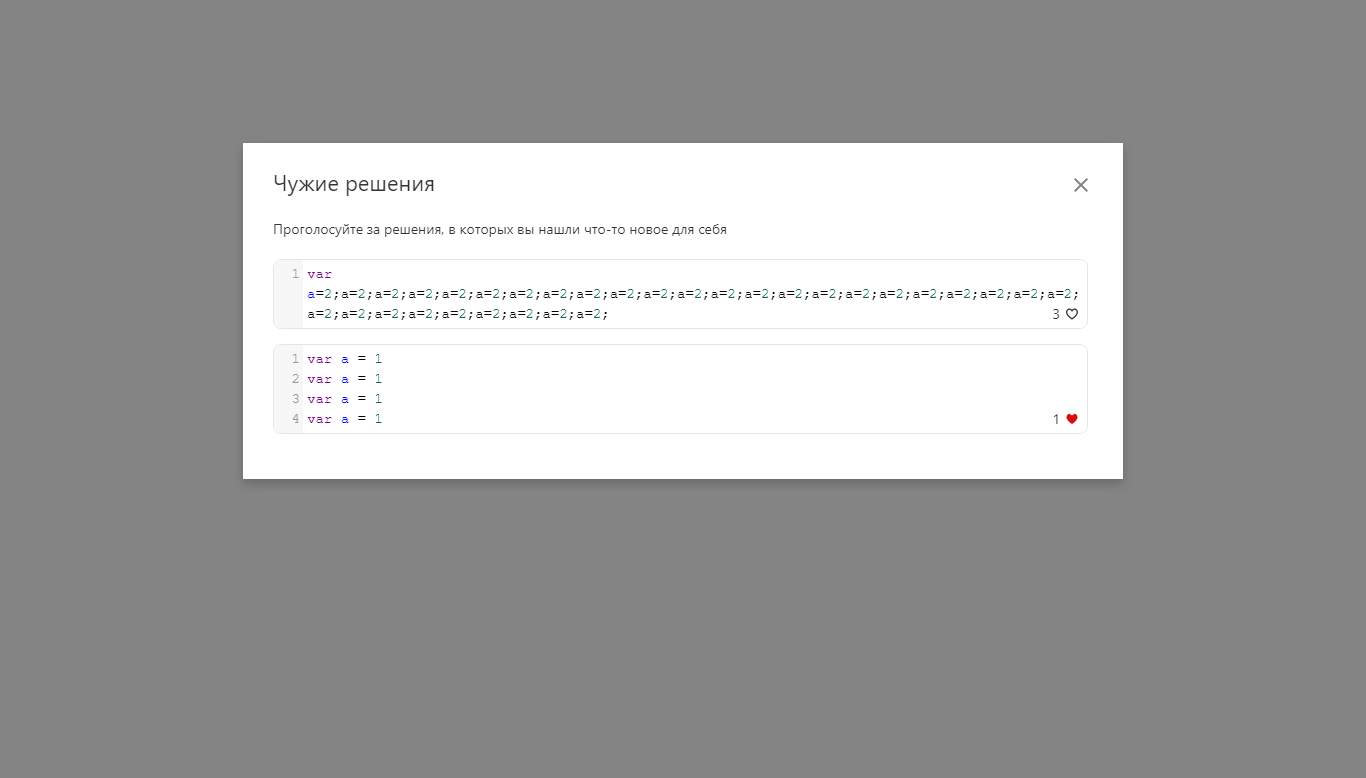 Чужие решения
Проголосуйте за решения, в которых вы нашли что-то новое для себя
1 var
a=2;a=2;a=2;a=2;a=2;a=2;a=2;a=2;a=2;a=2;a=2;a=2;a=2;a=2;a=2;a=2;a=2;a=2;a=2;a=2;a=2;a=2;a=2;
a=2;a=2;a=2;a=2;a=2;a=2;a=2;a=2;a=2; 3
1 var a = 1
2 var a = 1
3 var a = 1
4 var a = 1 1